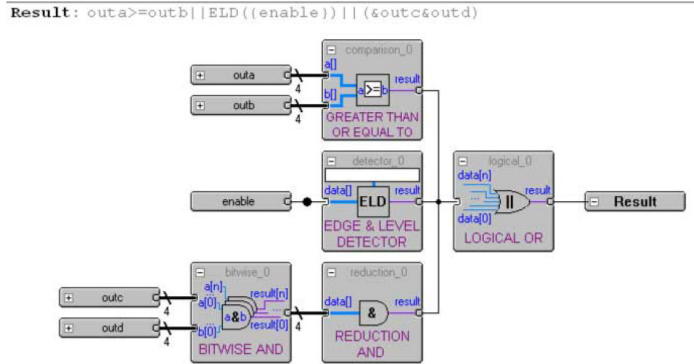 Result: outa>=outb||ELD((enable))||(&outc&outd)
comparison_0
a[]
result
outa
4
a>=b
b[]
outb
4
GREATER THAN
OR EQUAL TO
detector_0
logical_0
data[n]
data[]
result
enable
ELD
...
||
result
Result
data[0]
EDGE & LEVEL
DETECTOR
LOGICAL OR
bitwise_0
reduction_0
a[n]
result[n]
...
outc
4
a[0]
data[]
result
a&b
...
4
&
outd
4
b[0]
result[0]
BITWISE AND
REDUCTION
AND